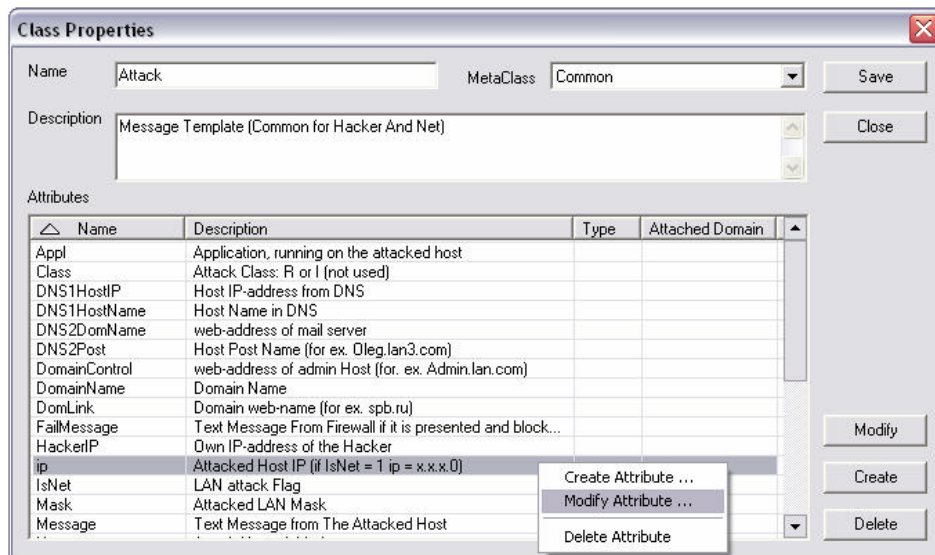 Class Properties
Name Attack MetaClass Common Save
Description Message Template (Common for Hacker And Net) Close
Attributes
Name Description Type Attached Domain
Appl Application, running on the attacked host
Class Attack Class: R or I (not used)
DNS1HostIP Host IP-address from DNS
DNS1HostName Host Name in DNS
DNS2DomName web-address of mail server
DNS2Post Host Post Name (for ex. Oleg.lan3.com)
DomainControl web-address of admin Host (for. ex. Admin.lan.com)
DomainName Domain Name
DomLink Domain web-name (for ex. spb.ru)
FailMessage Text Message From Firewall if it is presented and block... Modify
HackerIP Own IP-address of the Hacker
ip Attacked Host IP (if IsNet = 1 ip = x.x.x.0) Create Attribute ... Create
IsNet LAN attack Flag
Mask Attacked LAN Mask Modify Attribute ...
Message Text Message from The Attacked Host Delete Attribute Delete